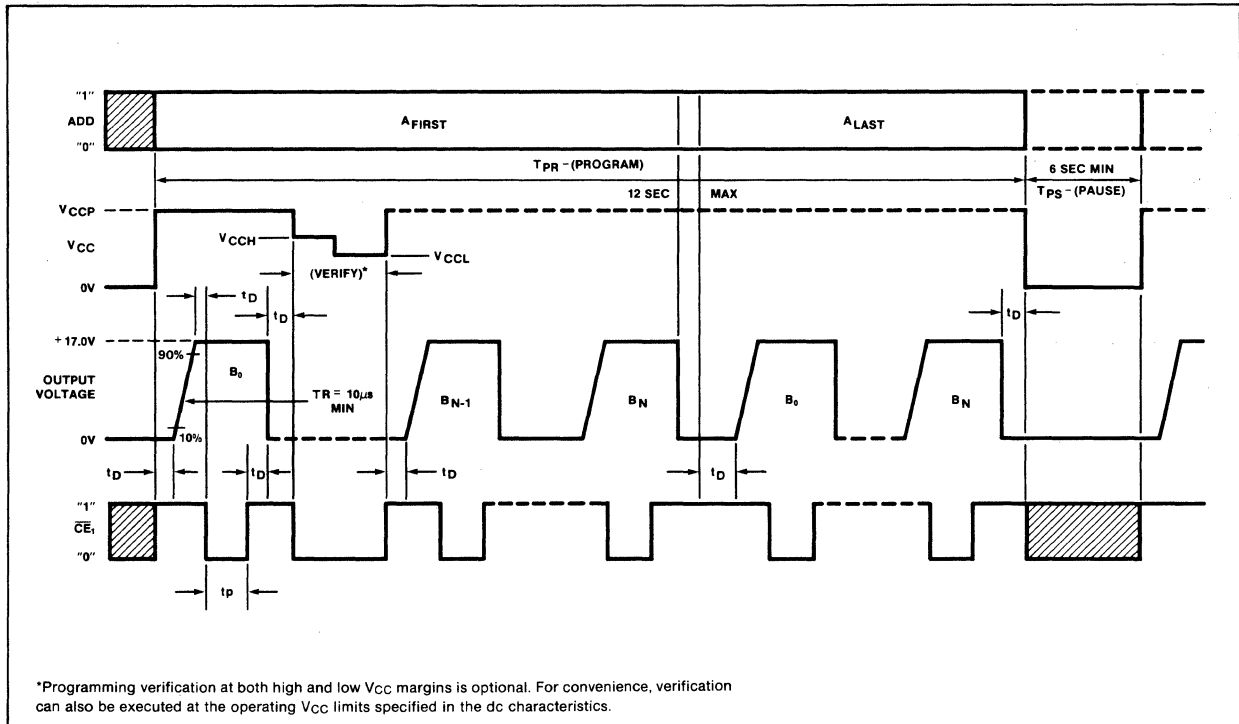 "1"
ADD
"0"
A FIRST
A LAST
TPR – (PROGRAM)
6 SEC MIN
12 SEC
MAX
TPS – (PAUSE)
VCCP
VCC
VCCH
VCCL
(VERIFY)*
0V
tD
tD
tD
+17.0V
90%
OUTPUT
VOLTAGE
B0
TR = 10μs
MIN
BN-1
BN
B0
BN
10%
0V
tD
tD
tD
tD
"1"
CE1
"0"
tP
*Programming verification at both high and low VCC margins is optional. For convenience, verification
can also be executed at the operating VCC limits specified in the dc characteristics.